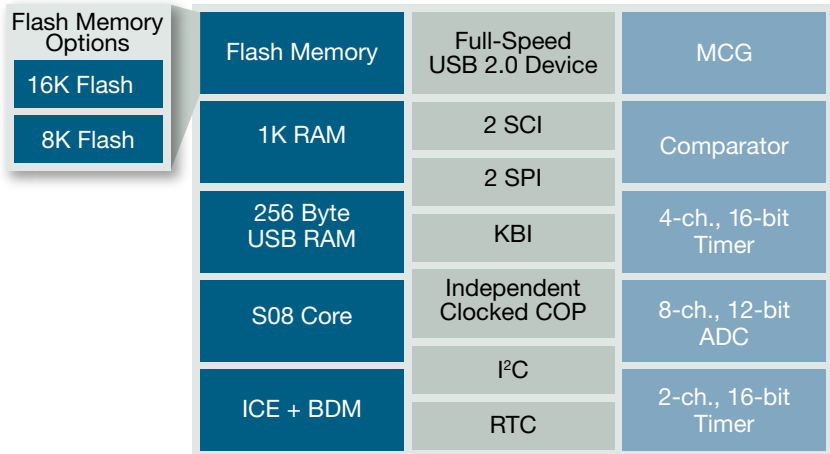 Flash Memory
Options
16K Flash
8K Flash
Flash Memory
1K RAM
256 Byte
USB RAM
S08 Core
ICE + BDM
Full-Speed
USB 2.0 Device
2 SCI
2 SPI
KBI
Independent
Clocked COP
I²C
RTC
MCG
Comparator
4-ch., 16-bit
Timer
8-ch., 12-bit
ADC
2-ch., 16-bit
Timer